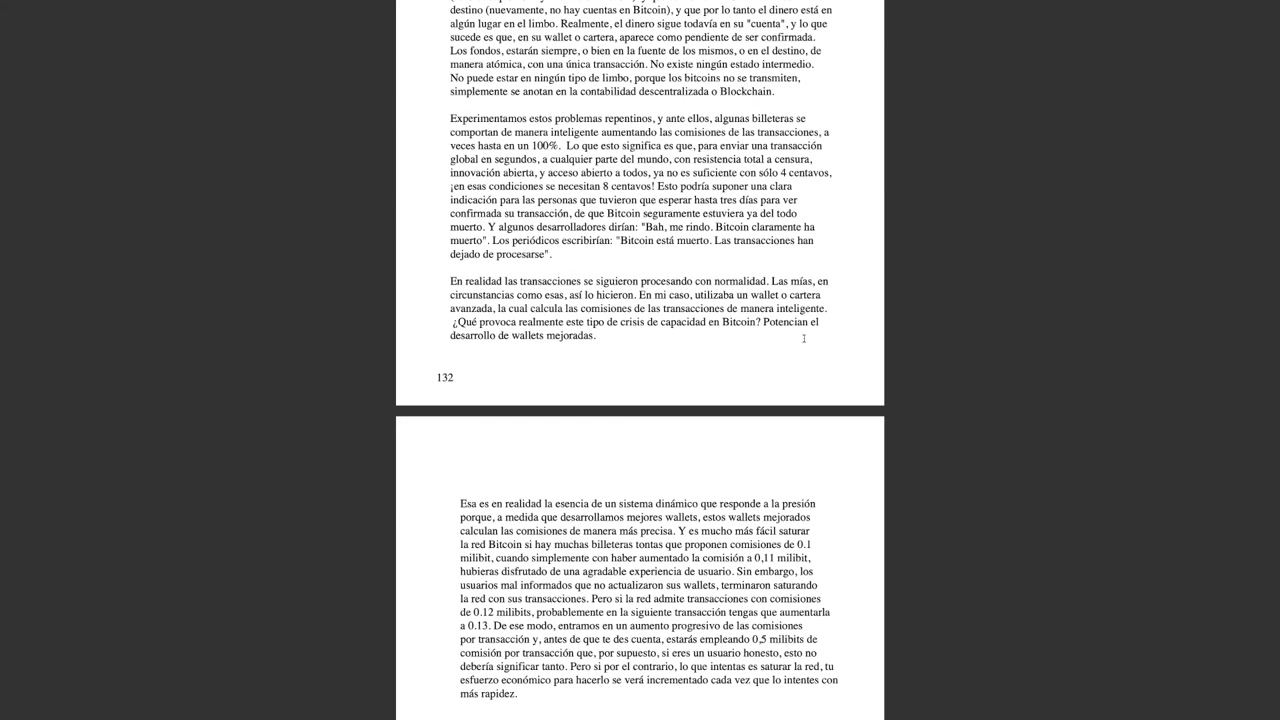 destino (nuevamente, no hay cuentas en Bitcoin), y que por lo tanto el dinero está en
algún lugar en el limbo. Realmente, el dinero sigue todavía en su "cuenta", y lo que
sucede es que, en su wallet o cartera, aparece como pendiente de ser confirmada.
Los fondos, estarán siempre, o bien en la fuente de los mismos, o en el destino, de
manera atómica, con una única transacción. No existe ningún estado intermedio.
No puede estar en ningún tipo de limbo, porque los bitcoins no se transmiten,
simplemente se anotan en la contabilidad descentralizada o Blockchain.
Experimentamos estos problemas repentinos, y ante ellos, algunas billeteras se
comportan de manera inteligente aumentando las comisiones de las transacciones, a
veces hasta en un 100%.  Lo que esto significa es que, para enviar una transacción
global en segundos, a cualquier parte del mundo, con resistencia total a censura,
innovación abierta, y acceso abierto a todos, ya no es suficiente con sólo 4 centavos,
¡en esas condiciones se necesitan 8 centavos! Esto podría suponer una clara
indicación para las personas que tuvieron que esperar hasta tres días para ver
confirmada su transacción, de que Bitcoin seguramente estuviera ya del todo
muerto. Y algunos desarrolladores dirían: "Bah, me rindo. Bitcoin claramente ha
muerto". Los periódicos escribirían: "Bitcoin está muerto. Las transacciones han
dejado de procesarse".
En realidad las transacciones se siguieron procesando con normalidad. Las mías, en
circunstancias como esas, así lo hicieron. En mi caso, utilizaba un wallet o cartera
avanzada, la cual calcula las comisiones de las transacciones de manera inteligente.
¿Qué provoca realmente este tipo de crisis de capacidad en Bitcoin? Potencian el
desarrollo de wallets mejoradas.
132
Esa es en realidad la esencia de un sistema dinámico que responde a la presión
porque, a medida que desarrollamos mejores wallets, estos wallets mejorados
calculan las comisiones de manera más precisa. Y es mucho más fácil saturar
la red Bitcoin si hay muchas billeteras tontas que proponen comisiones de 0.1
milibit, cuando simplemente con haber aumentado la comisión a 0,11 milibit,
hubieras disfrutado de una agradable experiencia de usuario. Sin embargo, los
usuarios mal informados que no actualizaron sus wallets, terminaron saturando
la red con sus transacciones. Pero si la red admite transacciones con comisiones
de 0.12 milibits, probablemente en la siguiente transacción tengas que aumentarla
a 0.13. De ese modo, entramos en un aumento progresivo de las comisiones
por transacción y, antes de que te des cuenta, estarás empleando 0,5 milibits de
comisión por transacción que, por supuesto, si eres un usuario honesto, esto no
debería significar tanto. Pero si por el contrario, lo que intentas es saturar la red, tu
esfuerzo económico para hacerlo se verá incrementado cada vez que lo intentes con
más rapidez.